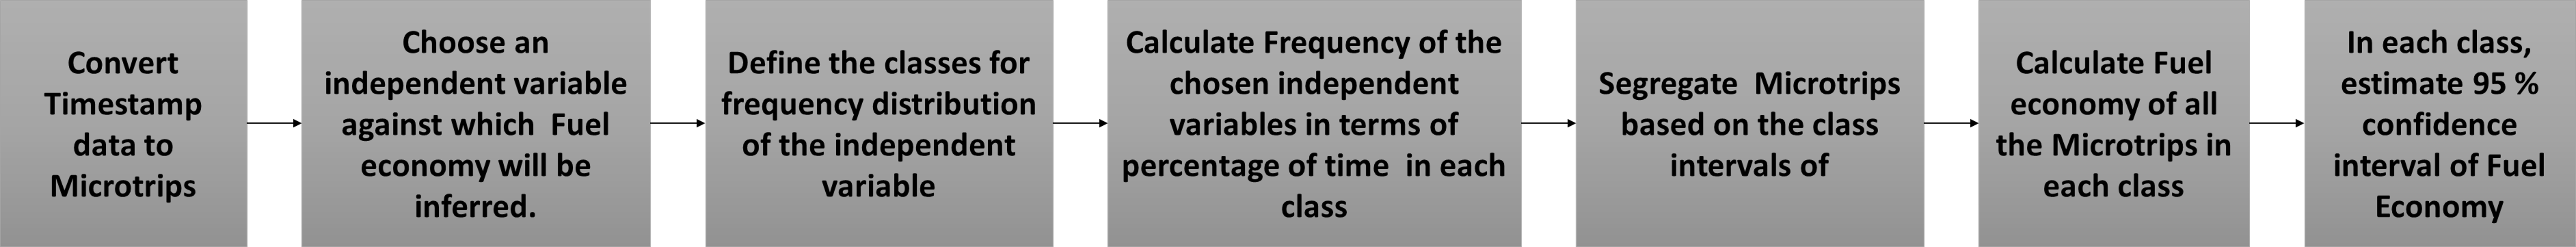 Convert
Timestamp
data to
Microtrips
Choose an
independent variable
against which Fuel
economy will be
inferred.
Define the classes for
frequency distribution
of the independent
variable
Calculate Frequency of the
chosen independent
variables in terms of
percentage of time in each
class
Segregate Microtrips
based on the class
intervals of
Calculate Fuel
economy of all
the Microtrips in
each class
In each class,
estimate 95 %
confidence
interval of Fuel
Economy